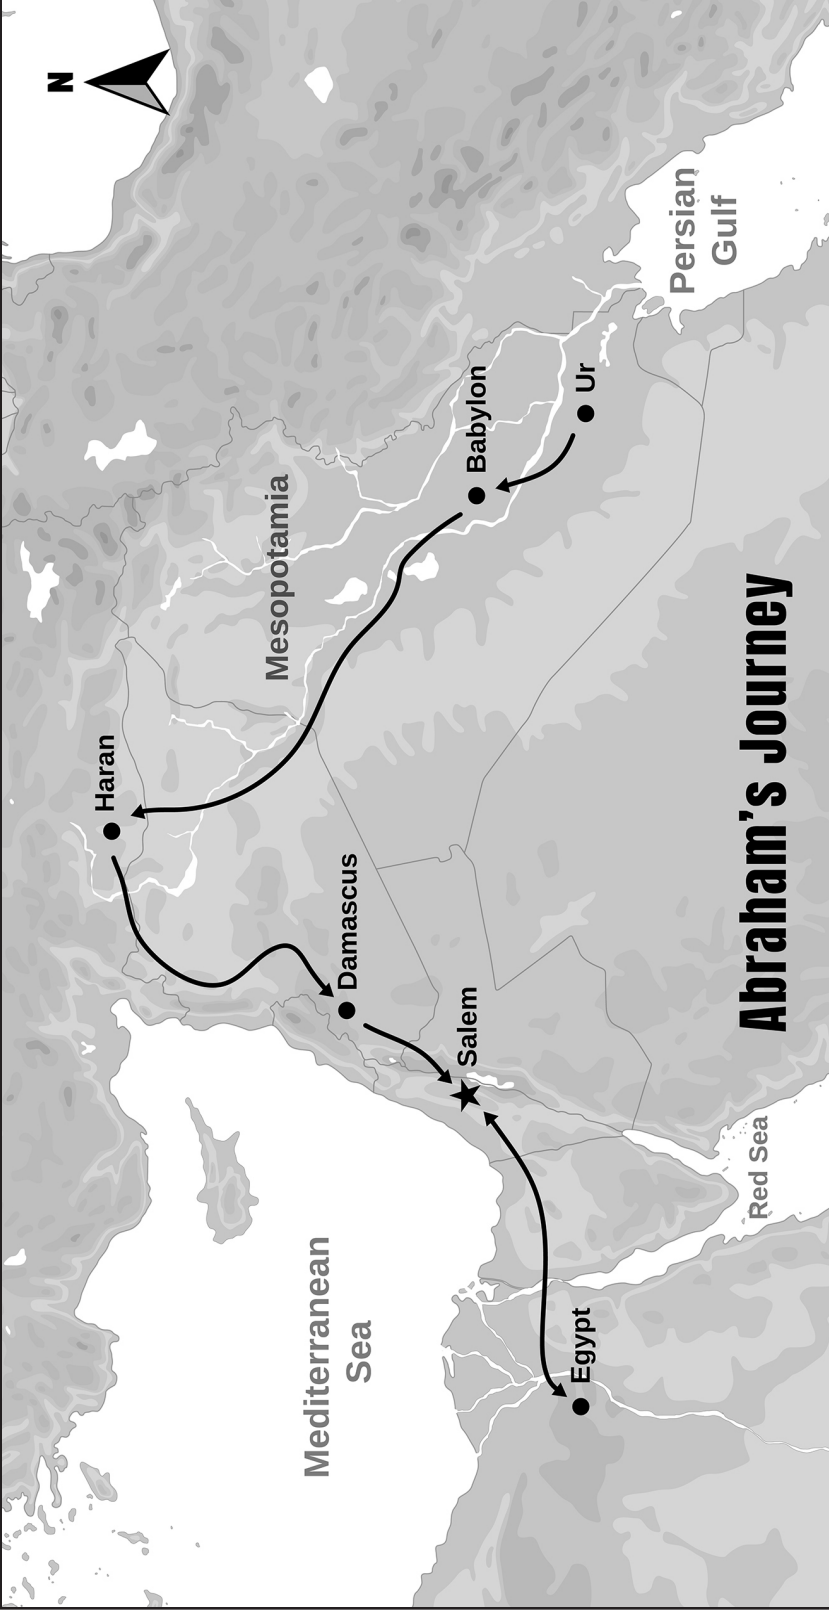 N
Haran
Mesopotamia
Babylon
Ur
Persian
Gulf
Damascus
Salem
Mediterranean
Sea
Egypt
Red Sea
Abraham’s Journey